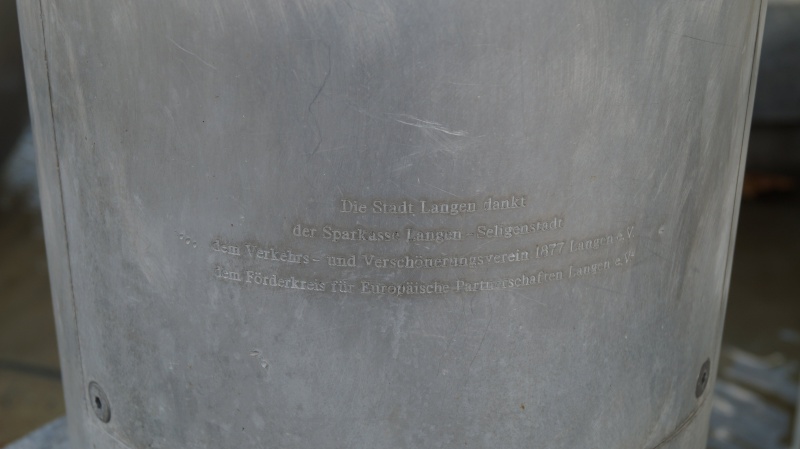 Die Stadt Langen dankt
der Sparkasse Langen - Seligenstadt
dem Verkehrs- und Verschönerungsverein 1877 Langen e.V.
dem Förderkreis für Europäische Partnerschaften Langen e.V.